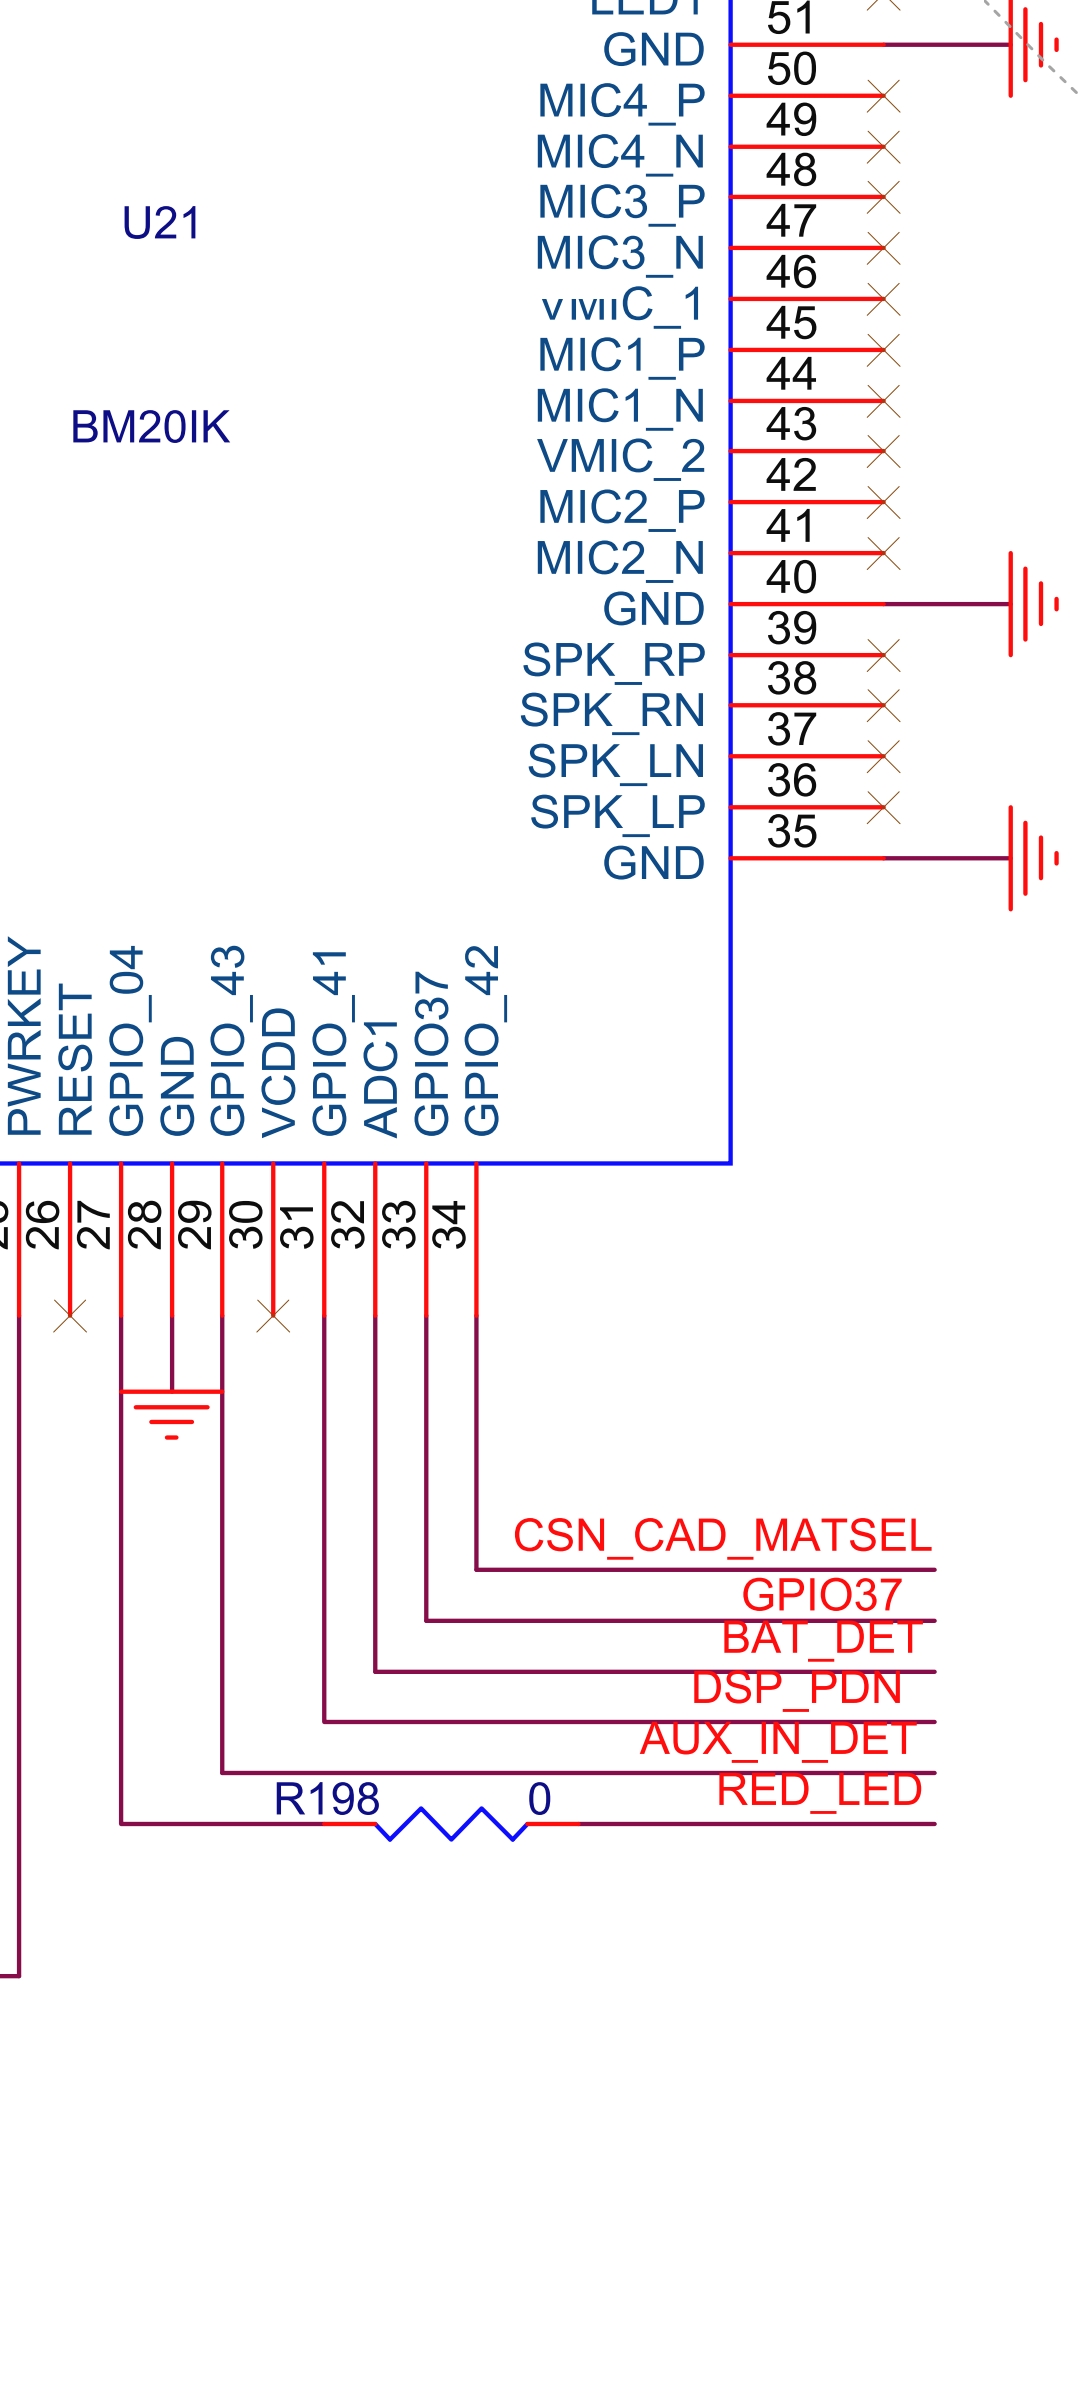 51
GND
50
MIC4_P
49
MIC4_N
48
MIC3_P
47
U21
MIC3_N
46
C_1
45
MIC1_P
44
MIC1_N
43
BM20IK
VMIC_2
42
MIC2_P
41
MIC2_N
40
GND
39
SPK_RP
38
SPK_RN
37
SPK_LN
36
SPK_LP
35
GND
PWRKEY
RESET
GPIO_04
GND
GPIO_43
VCDD
GPIO_41
ADC1
GPIO37
GPIO_42
26
27
28
29
30
31
32
33
34
CSN_CAD_MATSEL
GPIO37
BAT_DET
DSP_PDN
AUX_IN_DET
RED_LED
R198 0